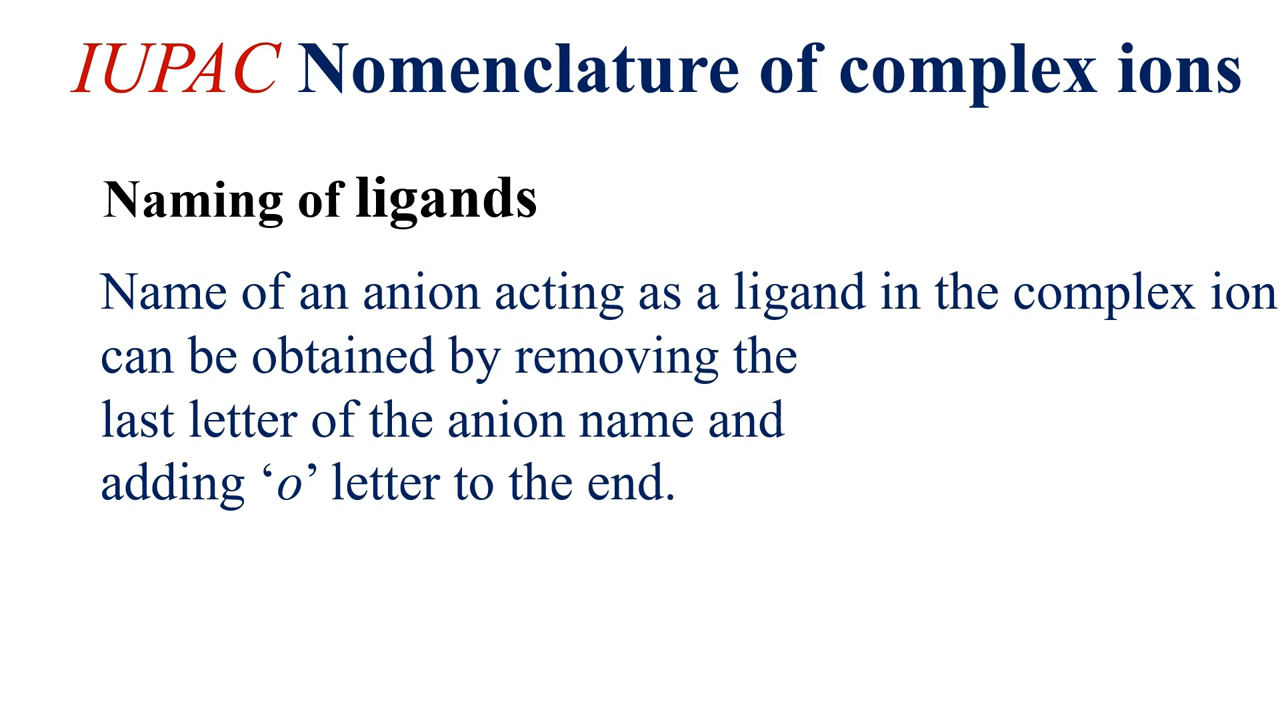 IUPAC Nomenclature of complex ions
Naming of ligands
Name of an anion acting as a ligand in the complex ion
can be obtained by removing the
last letter of the anion name and
adding ‘o’ letter to the end.